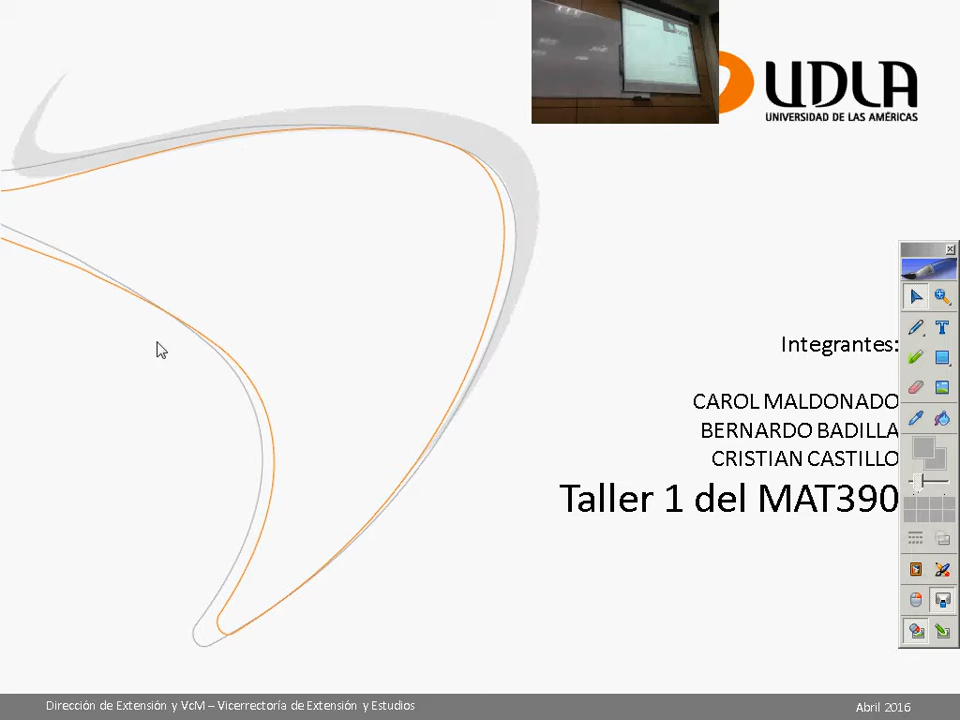 UDLA
UNIVERSIDAD DE LAS AMÉRICAS
Integrantes:
CAROL MALDONADO
BERNARDO BADILLA
CRISTIAN CASTILLO
Taller 1 del MAT390
Dirección de Extensión y VcM – Vicerrectoría de Extensión y Estudios
Abril 2016